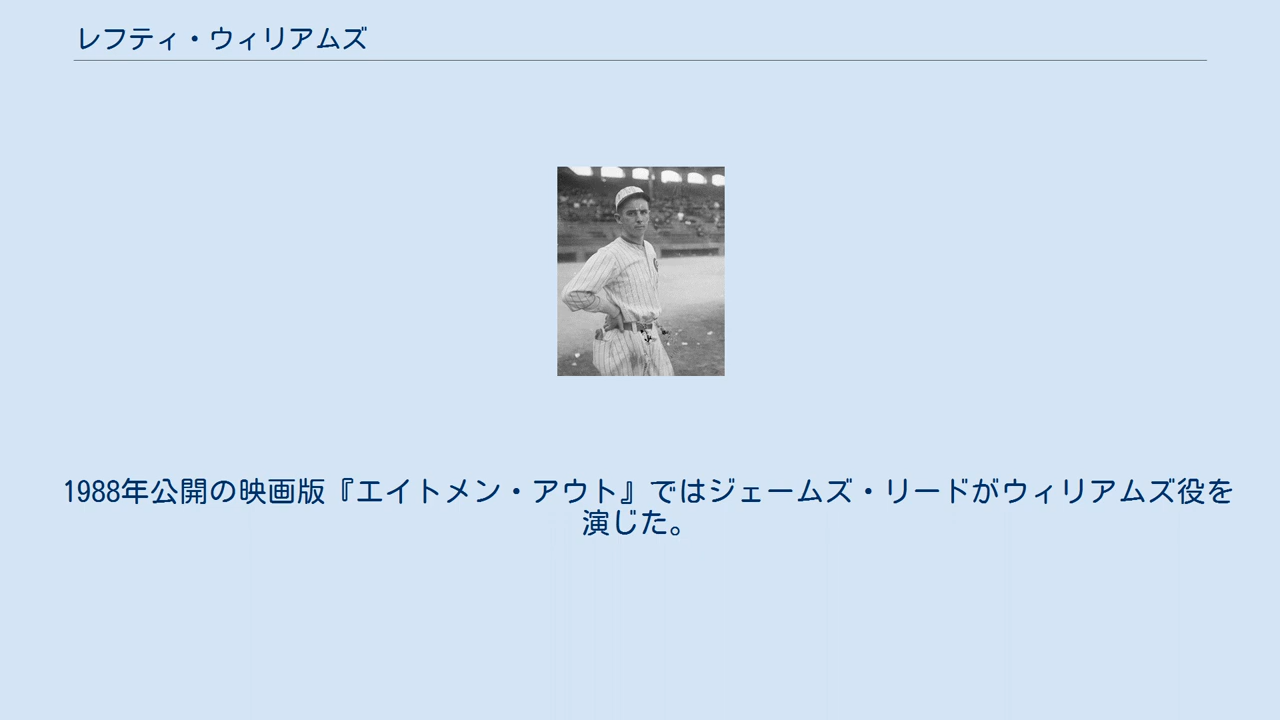 レフティ・ウィリアムズ
1988年公開の映画版『エイトメン・アウト』ではジェームズ・リードがウィリアムズ役を
演じた。